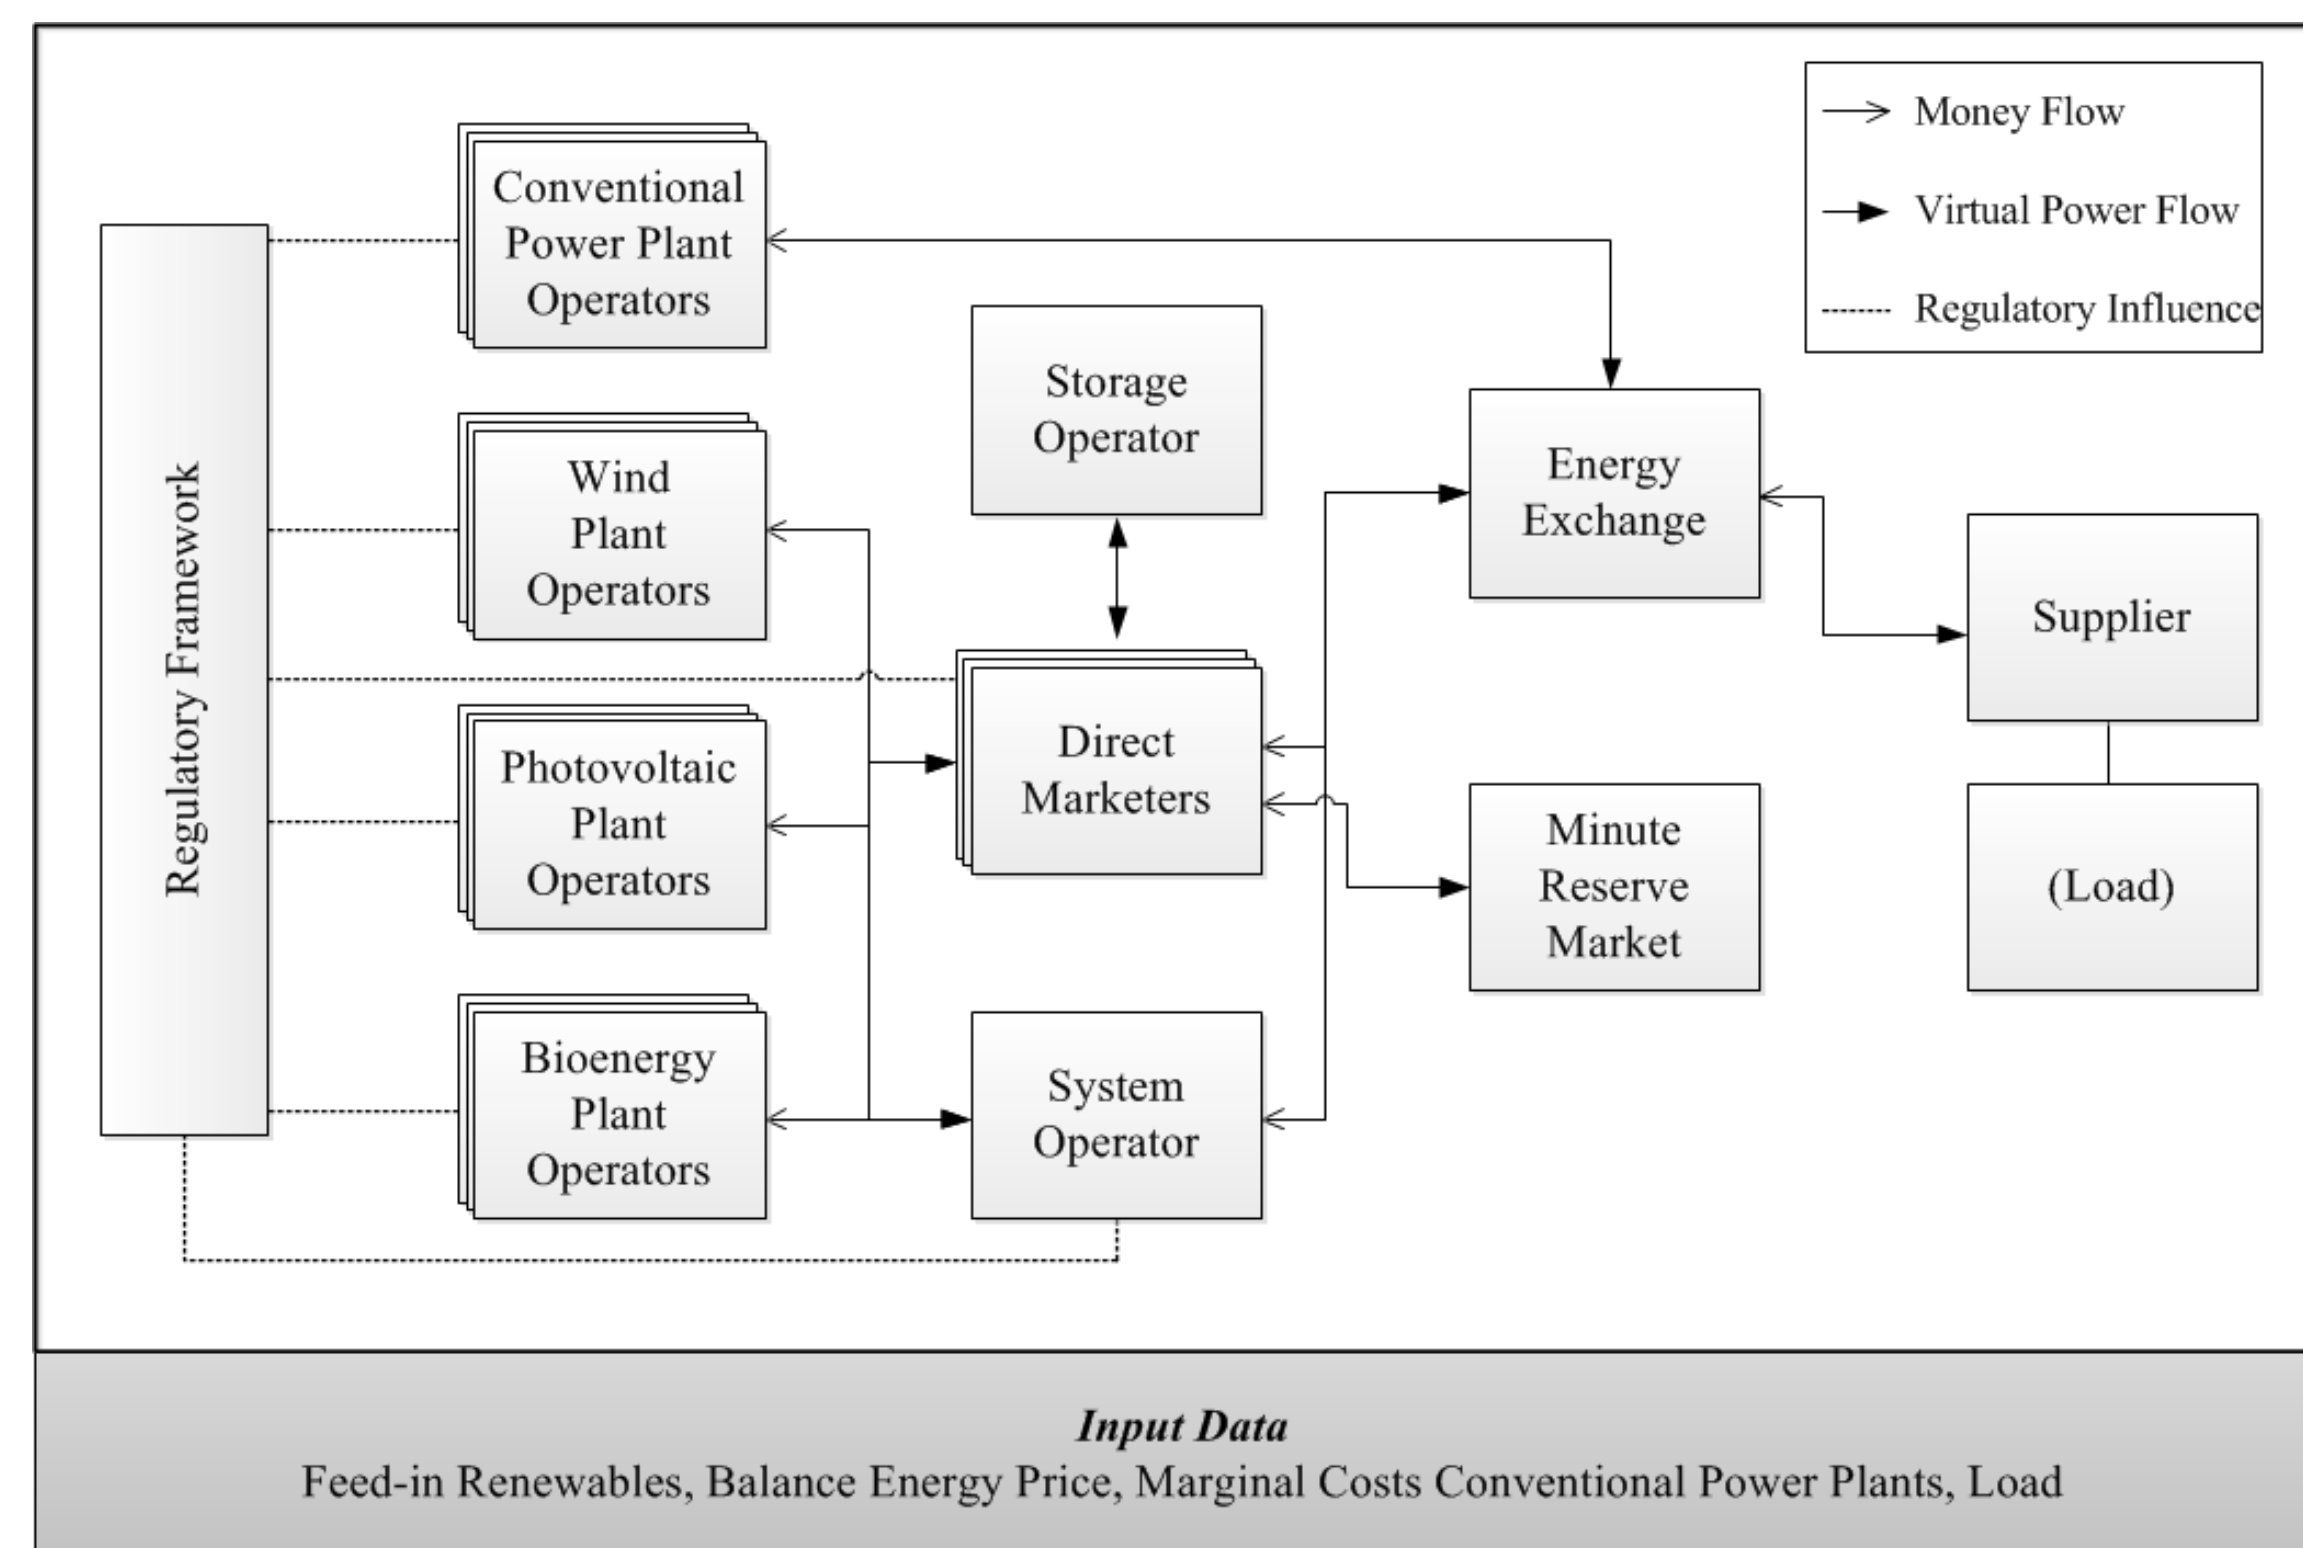 Money Flow
Virtual Power Flow
Regulatory Influence
Regulatory Framework
Conventional
Power Plant
Operators
Storage
Operator
Energy
Exchange
Wind
Plant
Operators
Supplier
Photovoltaic
Plant
Operators
Direct
Marketers
Minute
Reserve
Market
(Load)
Bioenergy
Plant
Operators
System
Operator
Input Data
Feed-in Renewables, Balance Energy Price, Marginal Costs Conventional Power Plants, Load